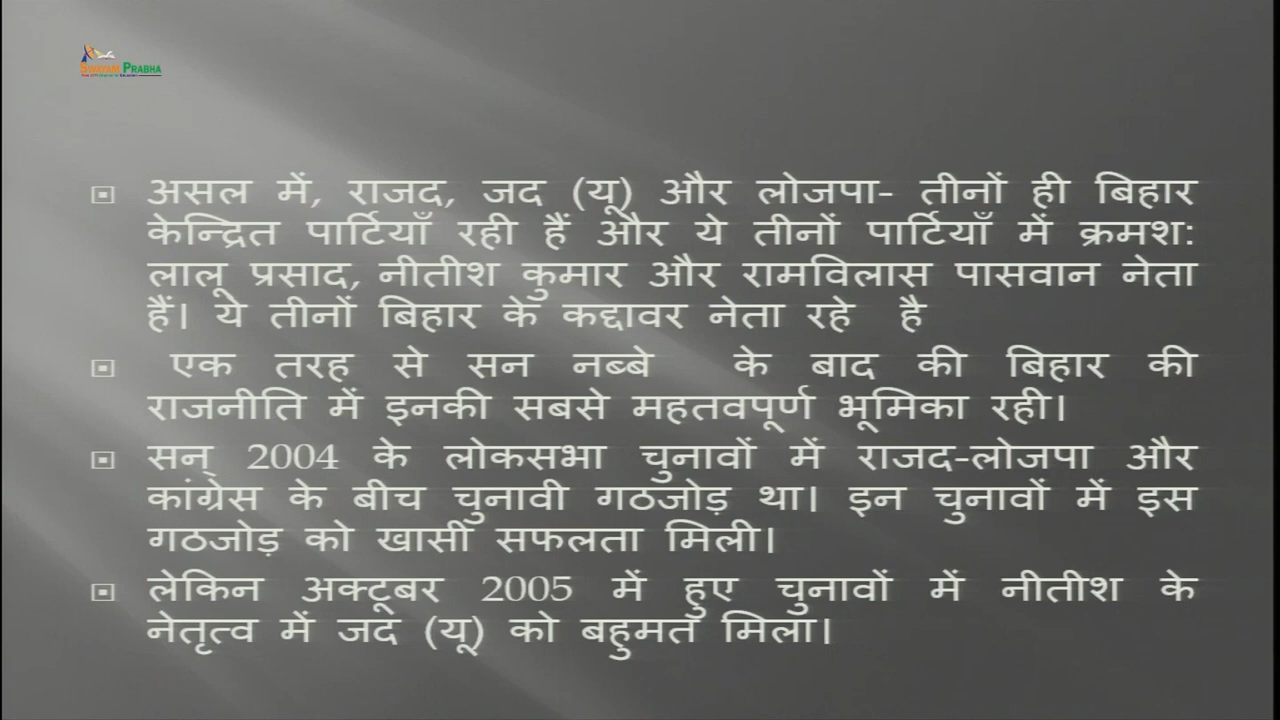 SWAYAM PRABHA
असल में, राजद, जद (यू) और लोजपा- तीनों ही बिहार
केन्द्रित पार्टियाँ रही हैं और ये तीनों पार्टियाँ में क्रमश:
लालू प्रसाद, नीतीश कुमार और रामविलास पासवान नेता
हैं। ये तीनों बिहार के कद्दावर नेता रहे है
एक तरह से सन नब्बे के बाद की बिहार की
राजनीति में इनकी सबसे महतवपूर्ण भूमिका रही।
सन् 2004 के लोकसभा चुनावों में राजद-लोजपा और
कांग्रेस के बीच चुनावी गठजोड़ था। इन चुनावों में इस
गठजोड़ को खासी सफलता मिली।
लेकिन अक्टूबर 2005 में हुए चुनावों में नीतीश के
नेतृत्व में जद (यू) को बहुमत मिला।